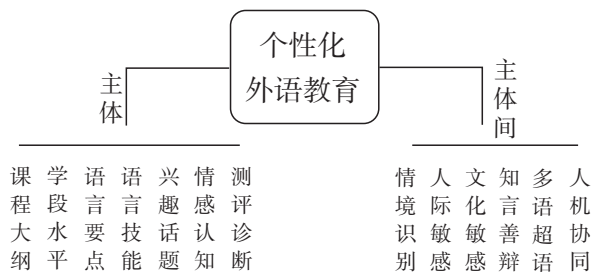 个性化
外语教育
主体
主体间
课程大纲
学段水平
语言要点
语言技能
兴趣话题
情感认知
测评诊断
情境识别
人际敏感
文化敏感
知言善辩
多语超语
人机协同